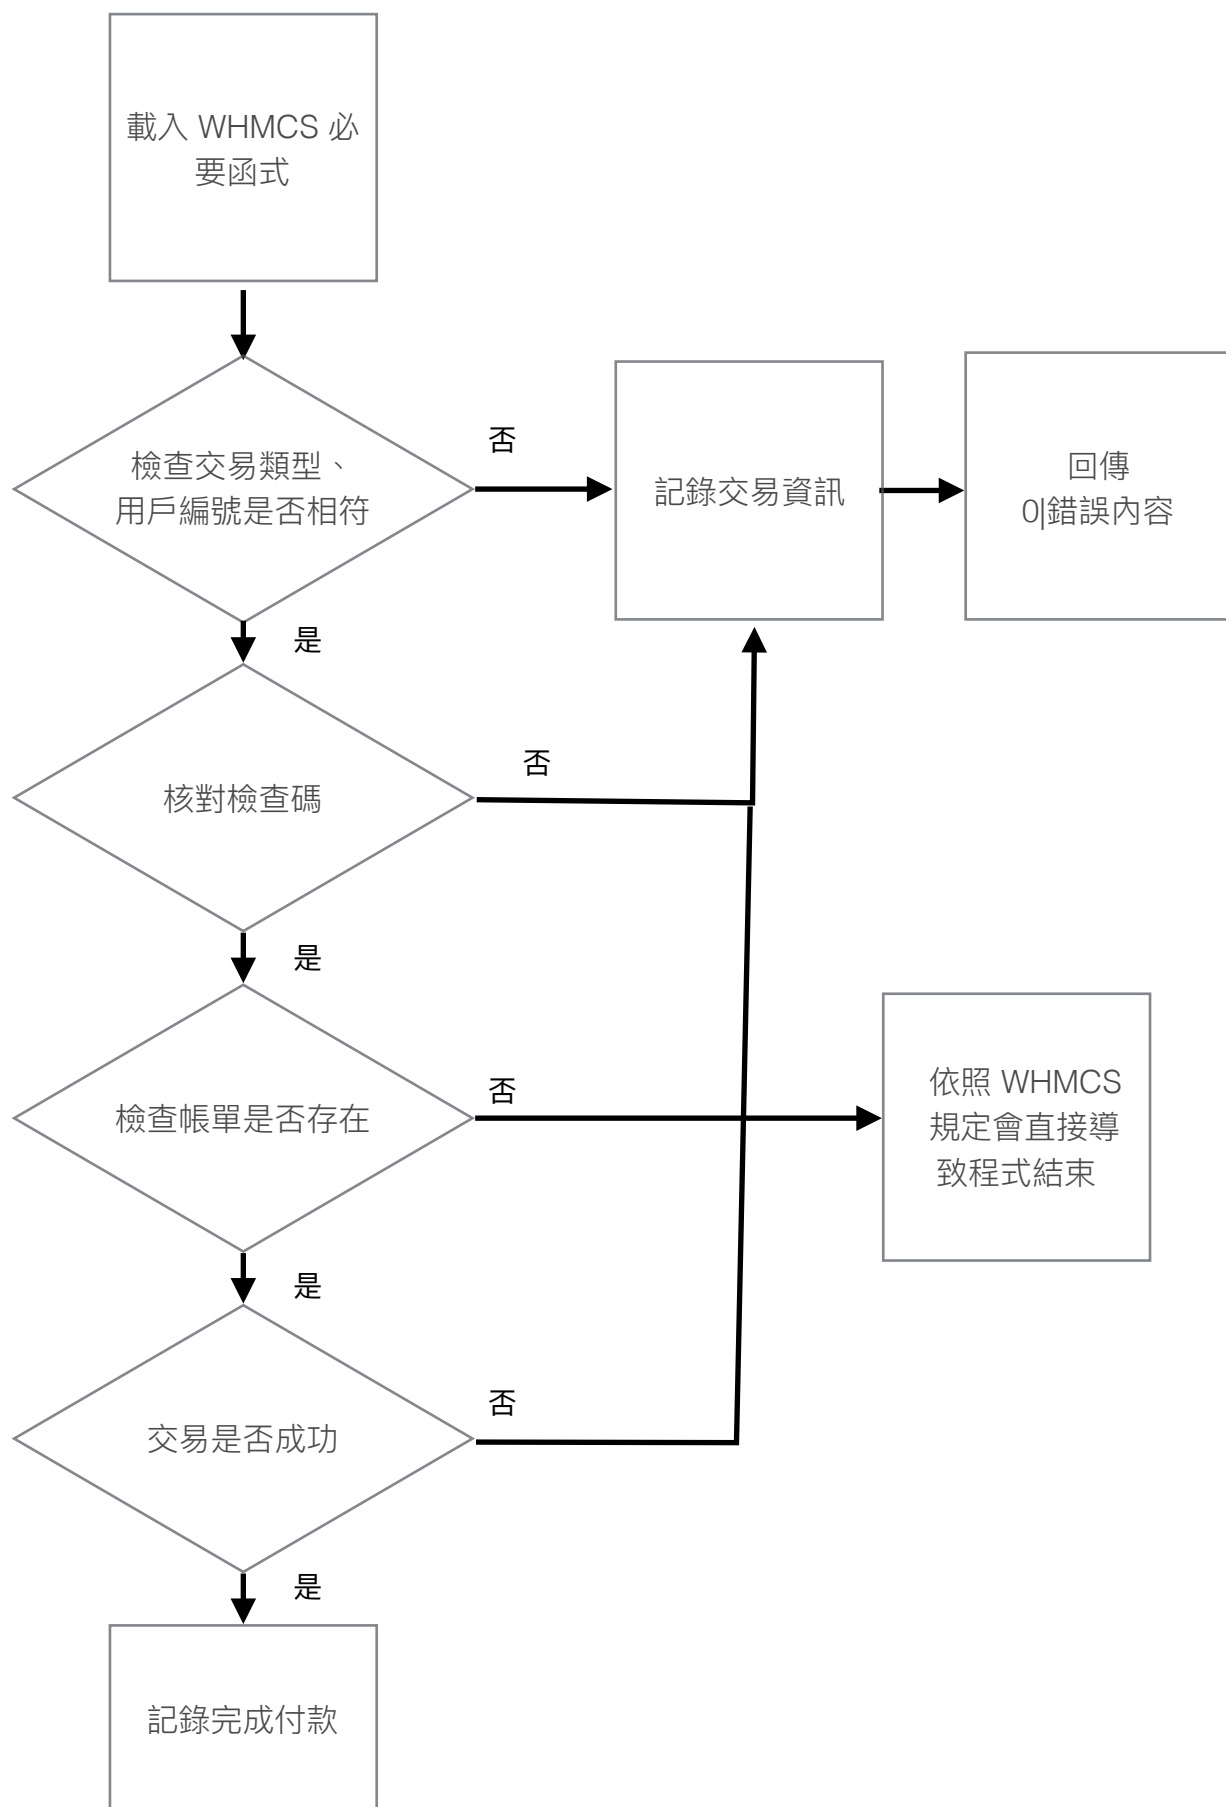 載入 WHMCS 必
要函式
檢查交易類型、
用戶編號是否相符
否
記錄交易資訊
回傳
0|錯誤內容
是
核對檢查碼
否
是
檢查帳單是否存在
否
依照 WHMCS
規定會直接導
致程式結束
是
交易是否成功
否
是
記錄完成付款